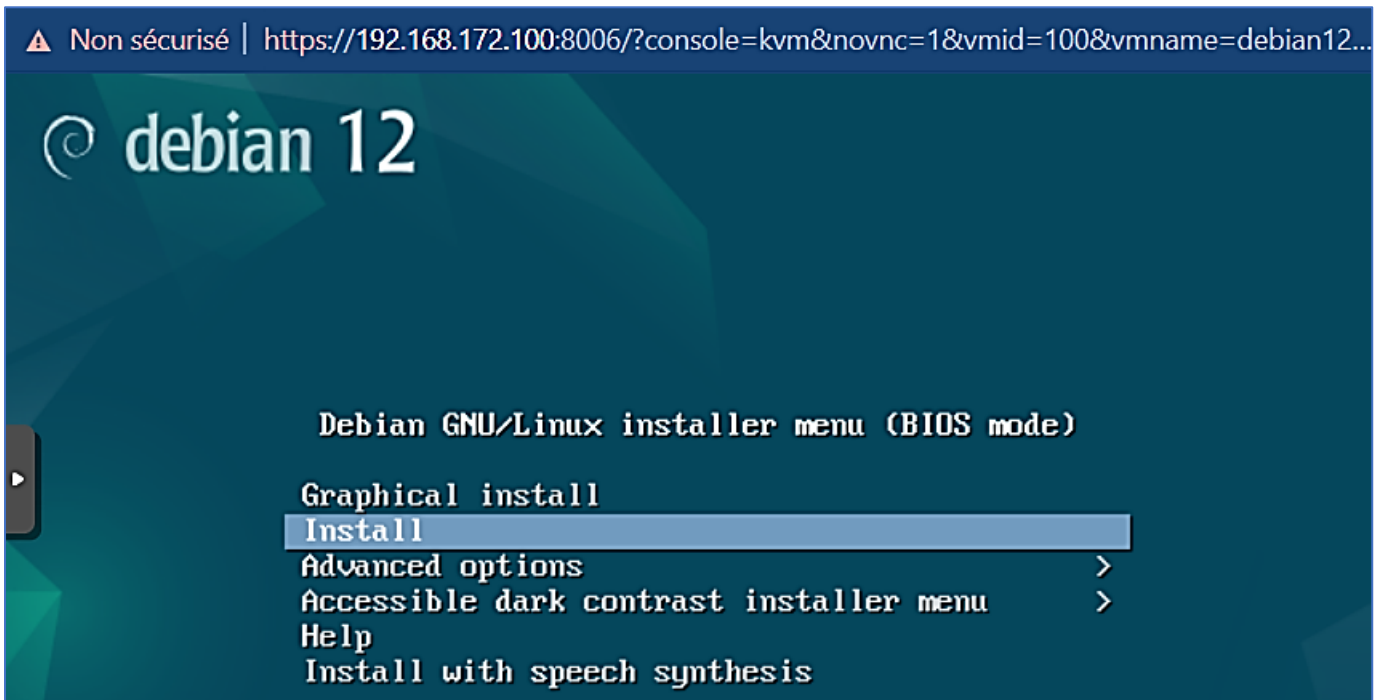 Non sécurisé | https://192.168.172.100:8006/?console=kvm&novnc=1&vmid=100&vmname=debian12...
debian 12
Debian GNU/Linux installer menu (BIOS mode)
Graphical install
Install
Advanced options >
Accessible dark contrast installer menu >
Help
Install with speech synthesis